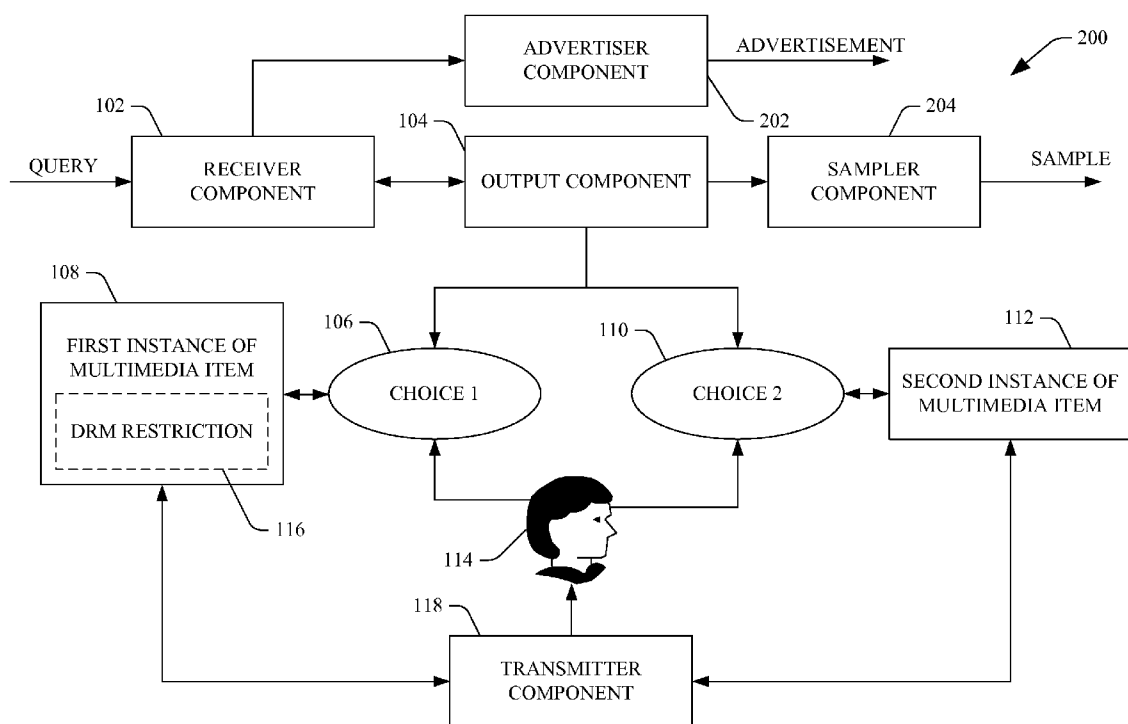 ADVERTISER
COMPONENT
ADVERTISEMENT
200
102
104
202
204
QUERY
RECEIVER
COMPONENT
OUTPUT COMPONENT
SAMPLER
COMPONENT
SAMPLE
108
106
110
112
FIRST INSTANCE OF
MULTIMEDIA ITEM
DRM RESTRICTION
CHOICE 1
CHOICE 2
SECOND INSTANCE OF
MULTIMEDIA ITEM
116
114
118
TRANSMITTER
COMPONENT